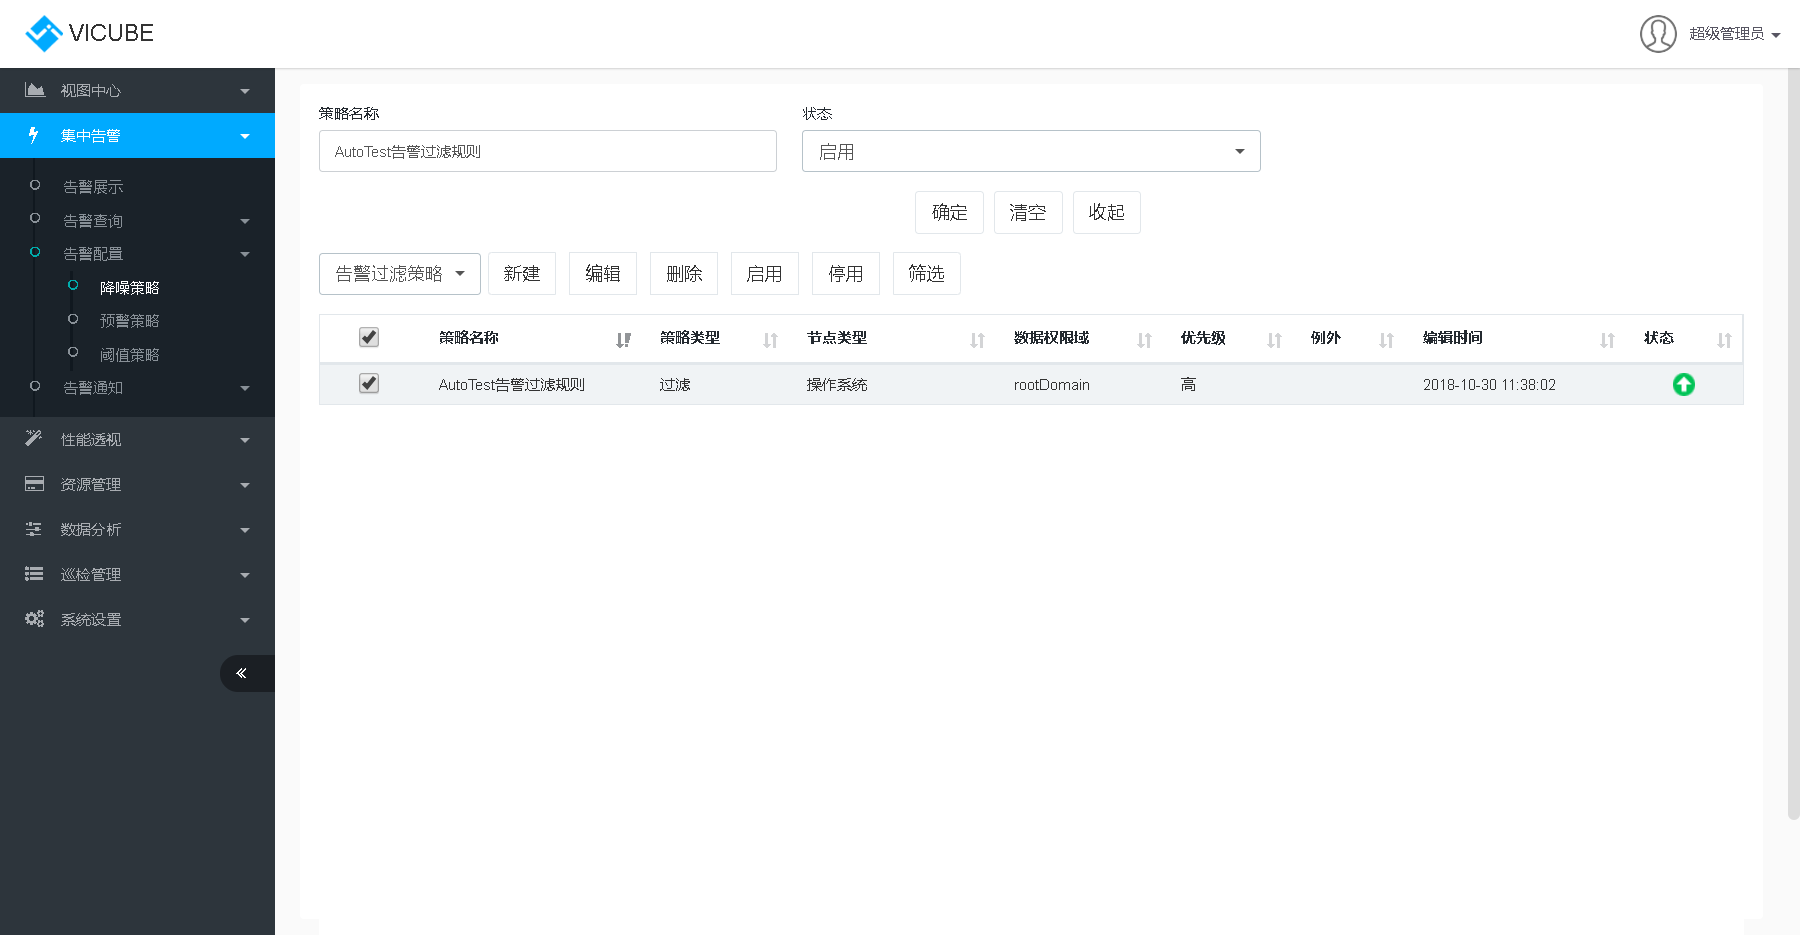 VICUBE
超级管理员
视图中心
集中告警
告警展示
告警查询
告警配置
降噪策略
预警策略
阈值策略
告警通知
性能透视
资源管理
数据分析
巡检管理
系统设置
策略名称 状态
AutoTest告警过滤规则 启用
确定 清空 收起
告警过滤策略 新建 编辑 删除 启用 停用 筛选
策略名称 策略类型 节点类型 数据权限域 优先级 例外 编辑时间 状态
AutoTest告警过滤规则 过滤 操作系统 rootDomain 高 2018-10-30 11:38:02